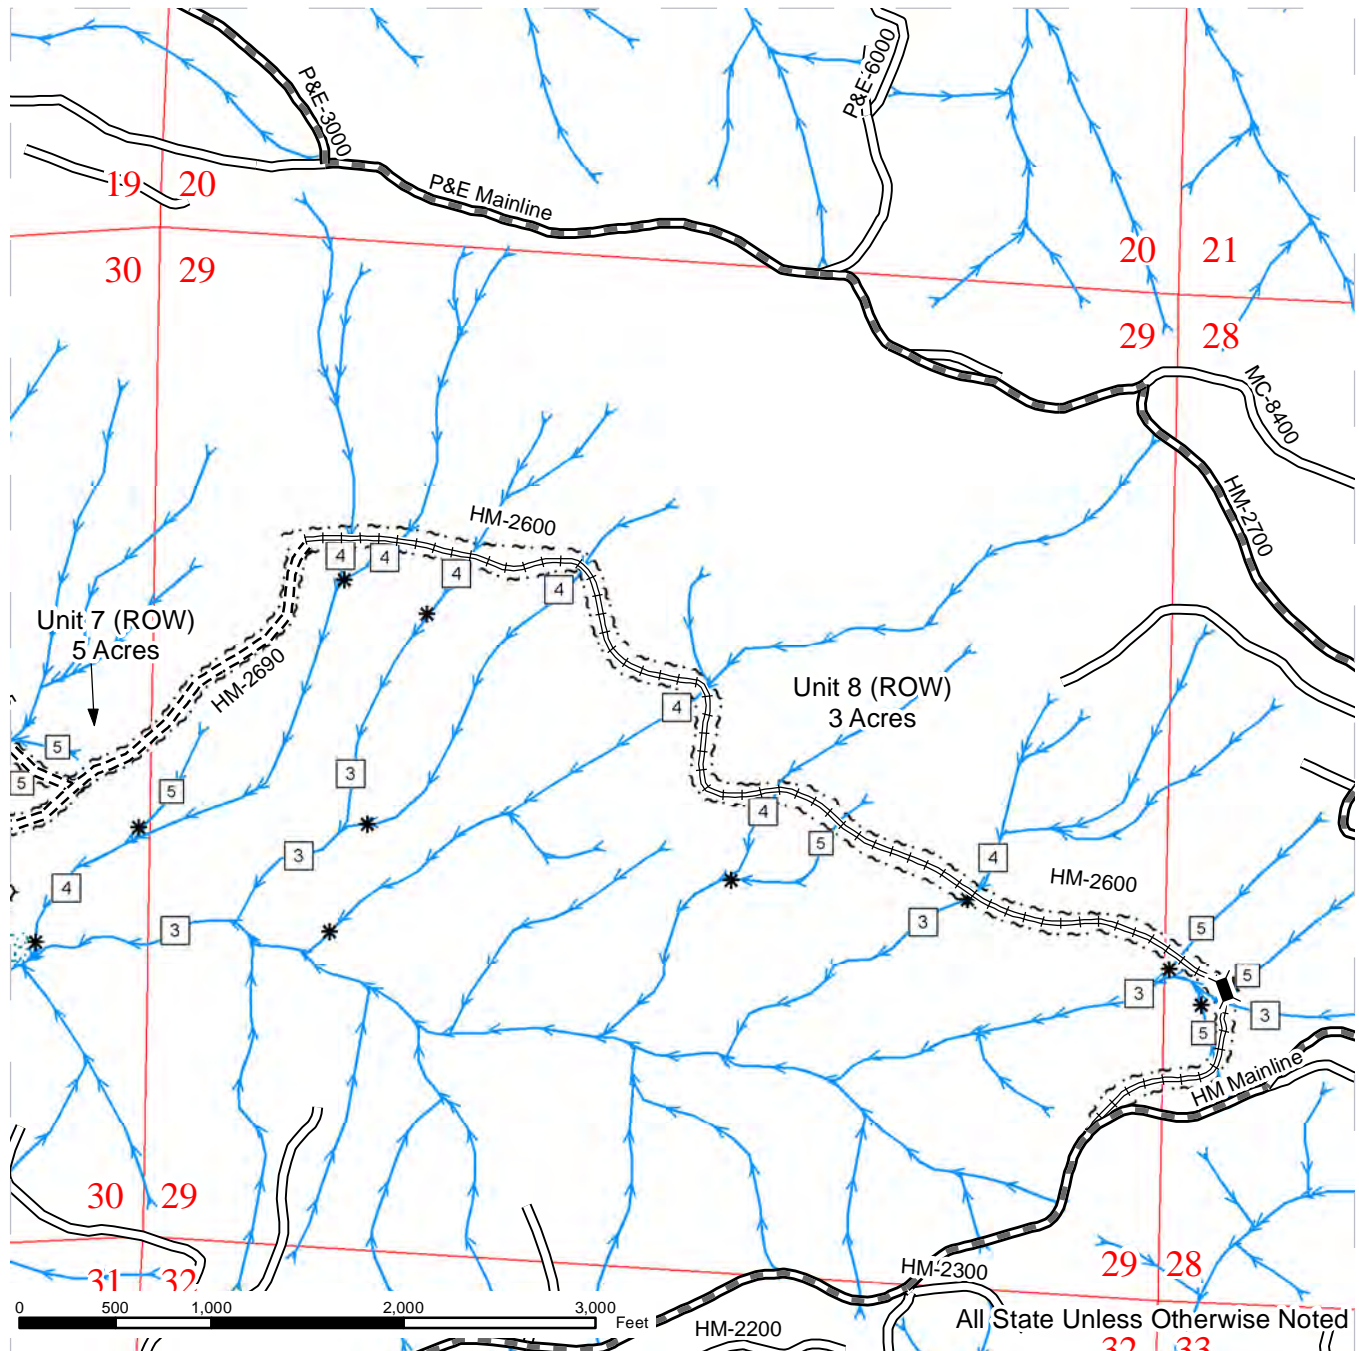 P&E-3000
P&E-6000
19 20
P&E Mainline
30 29
20 21
29 28
MC-8400
HM-2700
HM-2600
4
4
4
4
Unit 7 (ROW)
5 Acres
HM-2690
Unit 8 (ROW)
3 Acres
4
5
5
5
3
4
5
3
4
4
HM-2600
3
3
5
5
3
3
5
HM Mainline
30 29
31 32
29 28
HM-2300
0 500 1,000 2,000 3,000
Feet
HM-2200
All State Unless Otherwise Noted
32 33